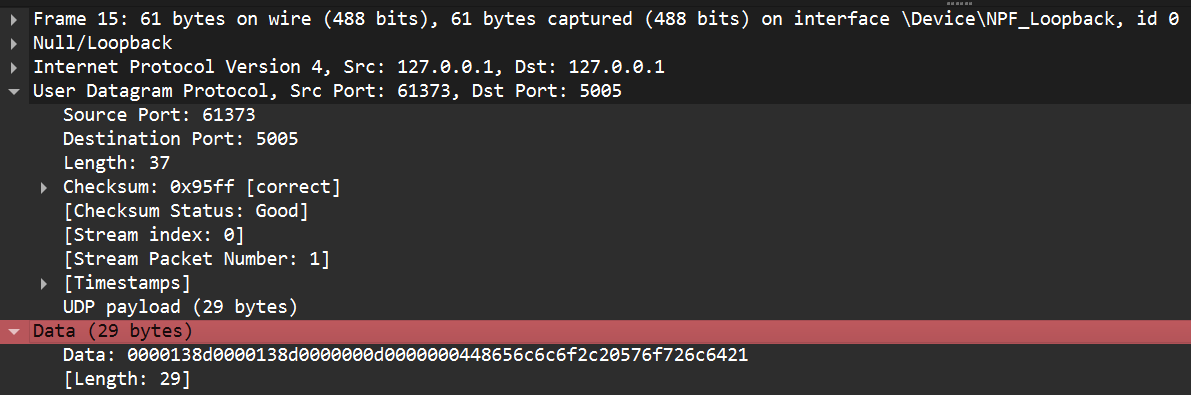 Frame 15: 61 bytes on wire (488 bits), 61 bytes captured (488 bits) on interface \Device\NPF_Loopback, id 0
Null/Loopback
Internet Protocol Version 4, Src: 127.0.0.1, Dst: 127.0.0.1
User Datagram Protocol, Src Port: 61373, Dst Port: 5005
Source Port: 61373
Destination Port: 5005
Length: 37
Checksum: 0x95ff [correct]
[Checksum Status: Good]
[Stream index: 0]
[Stream Packet Number: 1]
[Timestamps]
UDP payload (29 bytes)
Data (29 bytes)
Data: 0000138d0000138d0000000d0000000448656c6c6f2c20576f726c6421
[Length: 29]